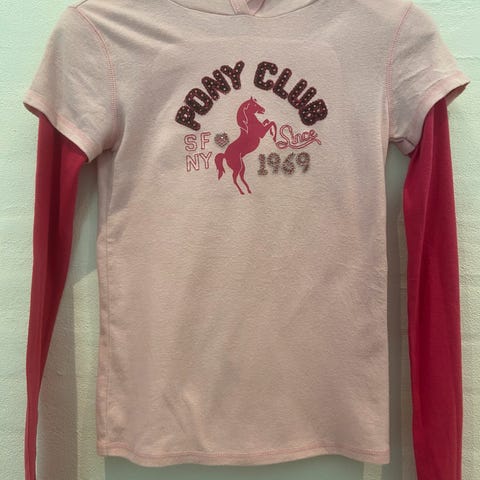 PONY CLUB
SF Since
NY 1969